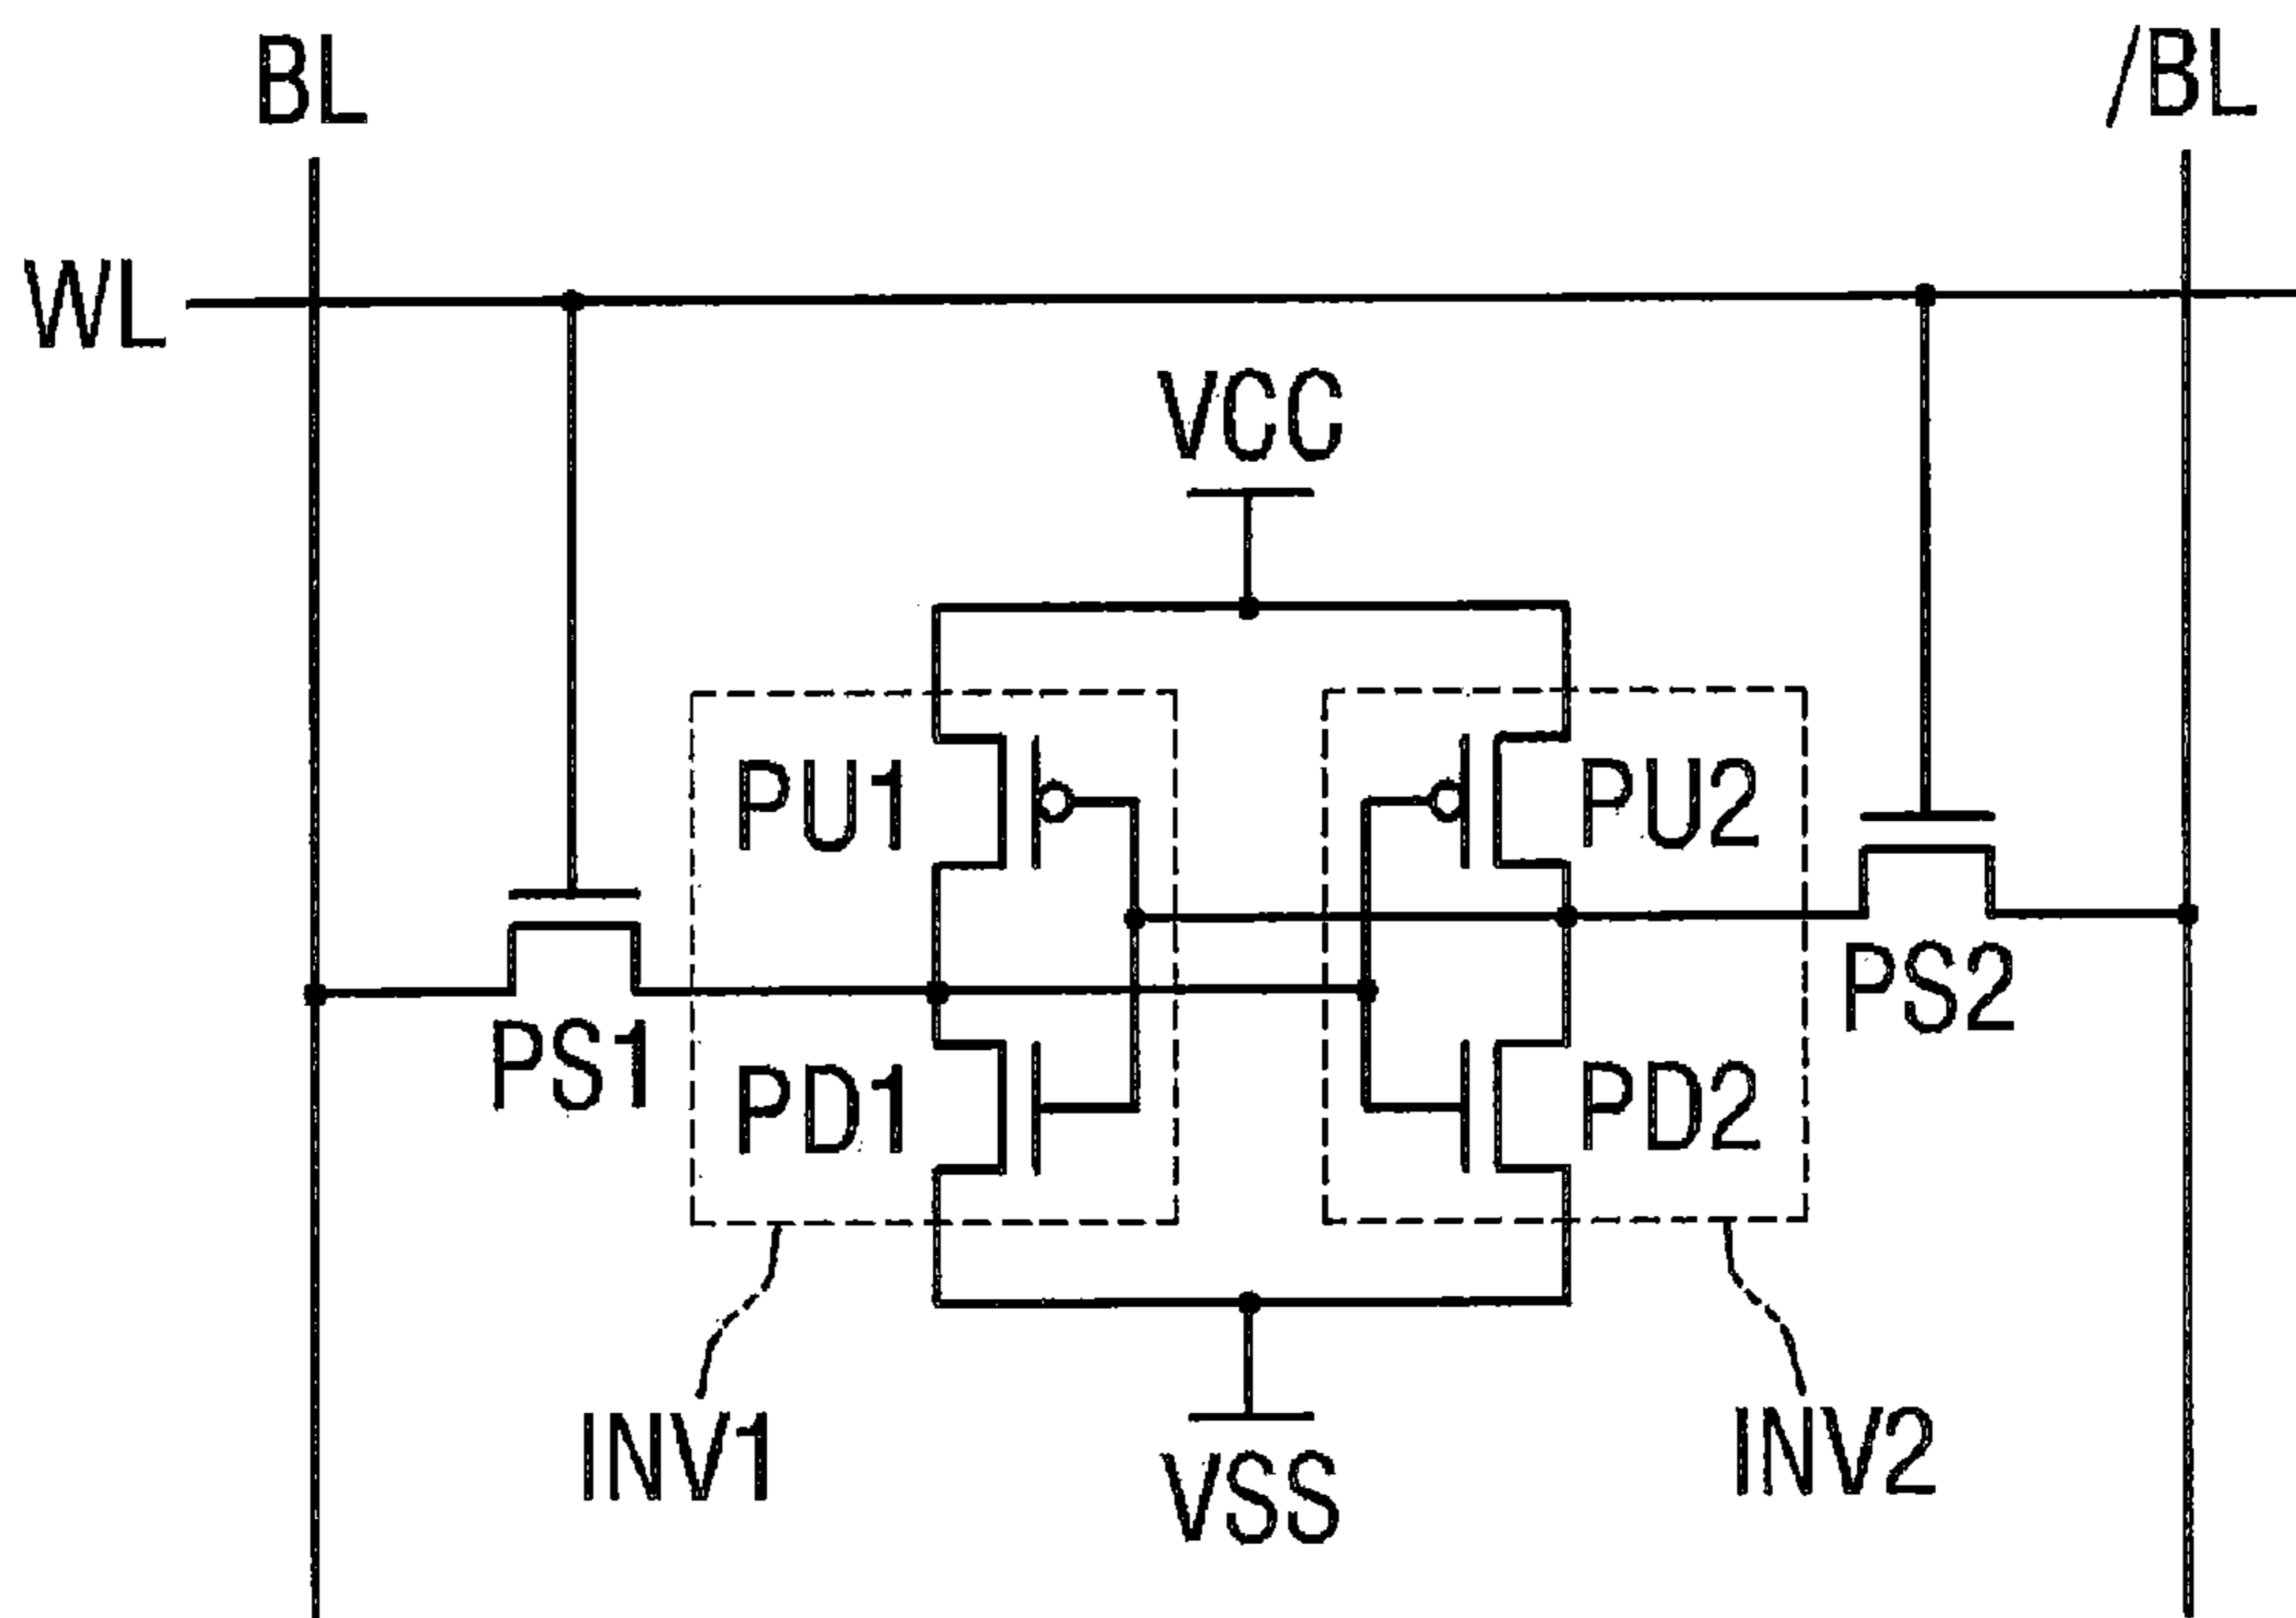 BL
/BL
WL
VCC
PU1
PU2
PS1
PS2
PD1
PD2
INV1
INV2
VSS